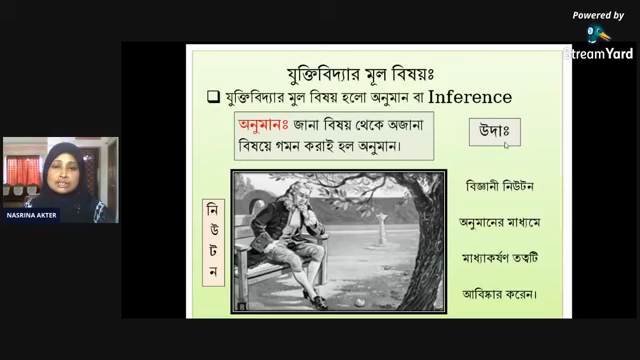 Powered by
StreamYard
যুক্তিবিদ্যার মূল বিষয়ঃ
❑ যুক্তিবিদ্যার মুল বিষয় হলো অনুমান বা Inference
অনুমানঃ জানা বিষয় থেকে অজানা
বিষয়ে গমন করাই হল অনুমান।
উদাঃ
নি
উ
ট
ন
বিজ্ঞানী নিউটন
অনুমানের মাধ্যমে
মাধ্যাকর্ষণ তত্বটি
আবিষ্কার করেন।
NASRINA AKTER